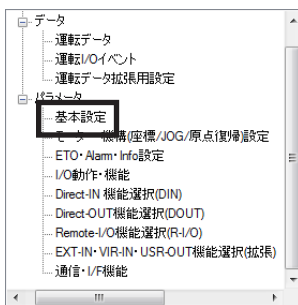 データ
運転データ
運転I/Oイベント
運転データ拡張用設定
パラメータ
基本設定
モーター・機構(座標/JOG/原点復帰)設定
ETO・Alarm・Info設定
I/O動作・機能
Direct-IN 機能選択(DIN)
Direct-OUT機能選択(DOUT)
Remote-I/O機能選択(R-I/O)
EXT-IN・VIR-IN・USR-OUT機能選択(拡張)
通信・I/F機能